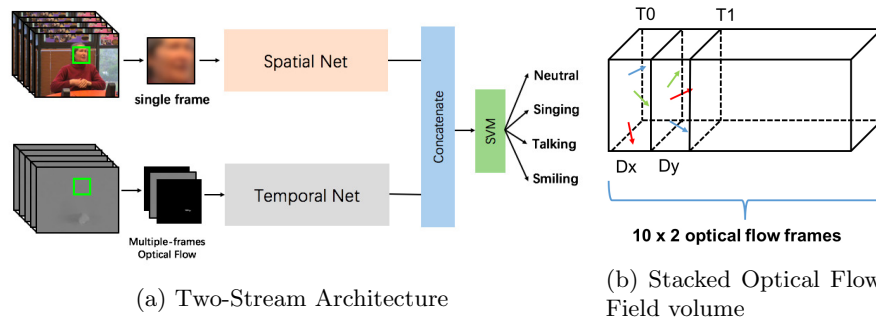 single frame
Spatial Net
Multiple-frames
Optical Flow
Temporal Net
Concatenate
SVM
Neutral
Singing
Talking
Smiling
(a) Two-Stream Architecture
T0 T1
Dx Dy
10 x 2 optical flow frames
(b) Stacked Optical Flow
Field volume